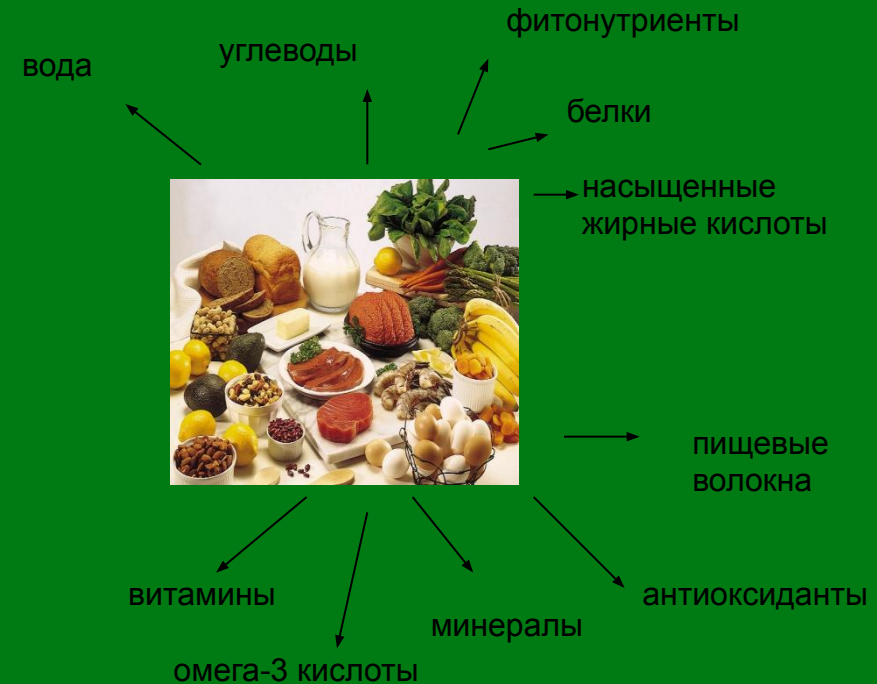 фитонутриенты
углеводы
вода
белки
насыщенные
жирные кислоты
пищевые
волокна
витамины
антиоксиданты
минералы
омега-3 кислоты